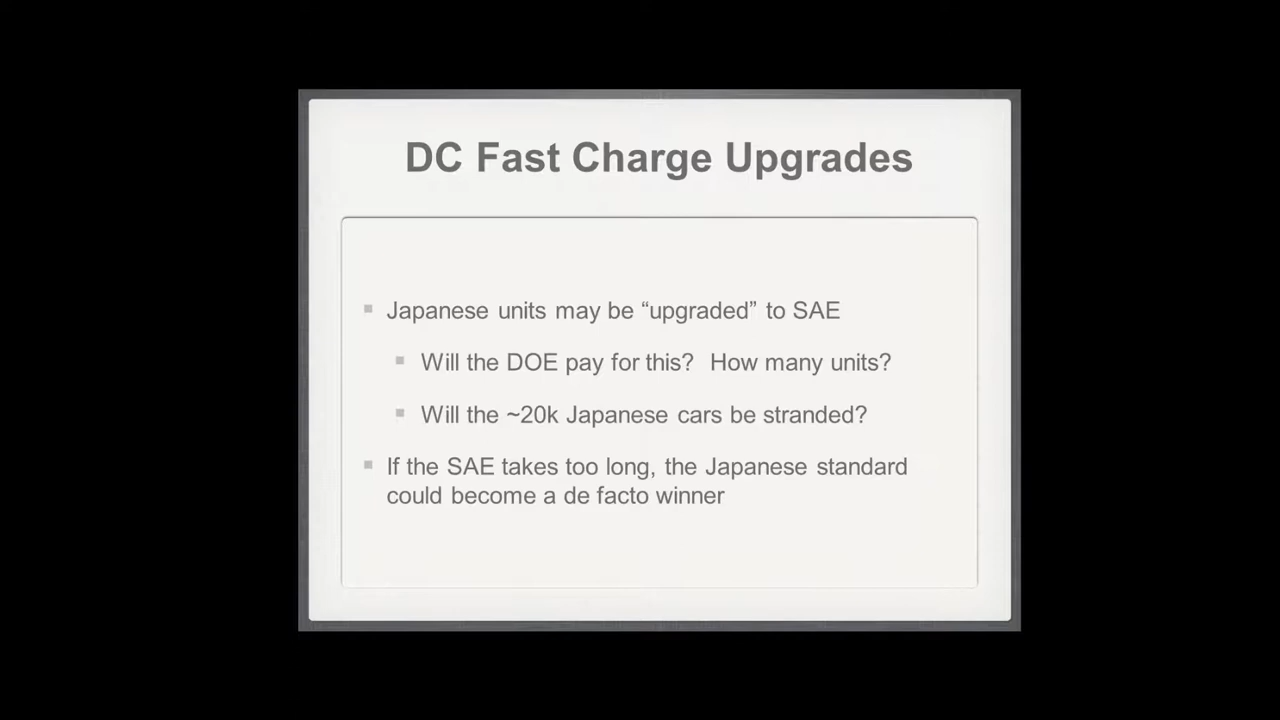 DC Fast Charge Upgrades
Japanese units may be “upgraded” to SAE
Will the DOE pay for this? How many units?
Will the ~20k Japanese cars be stranded?
If the SAE takes too long, the Japanese standard
could become a de facto winner